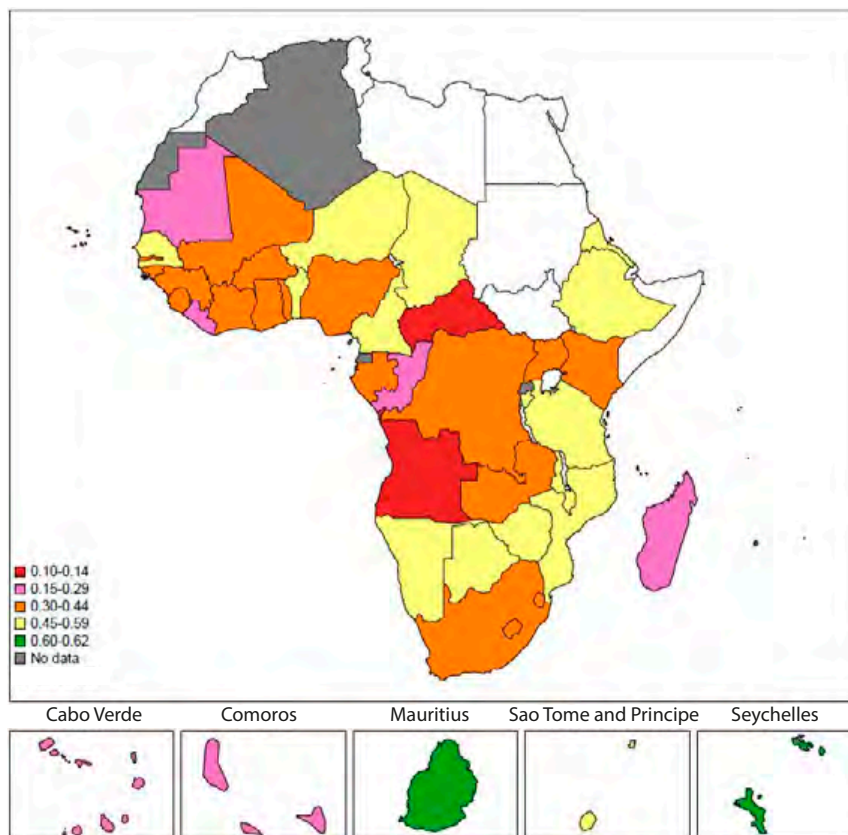 0.10-0.14
0.15-0.29
0.30-0.44
0.45-0.59
0.60-0.62
No data
Cabo Verde
Comoros
Mauritius
Sao Tome and Principe
Seychelles